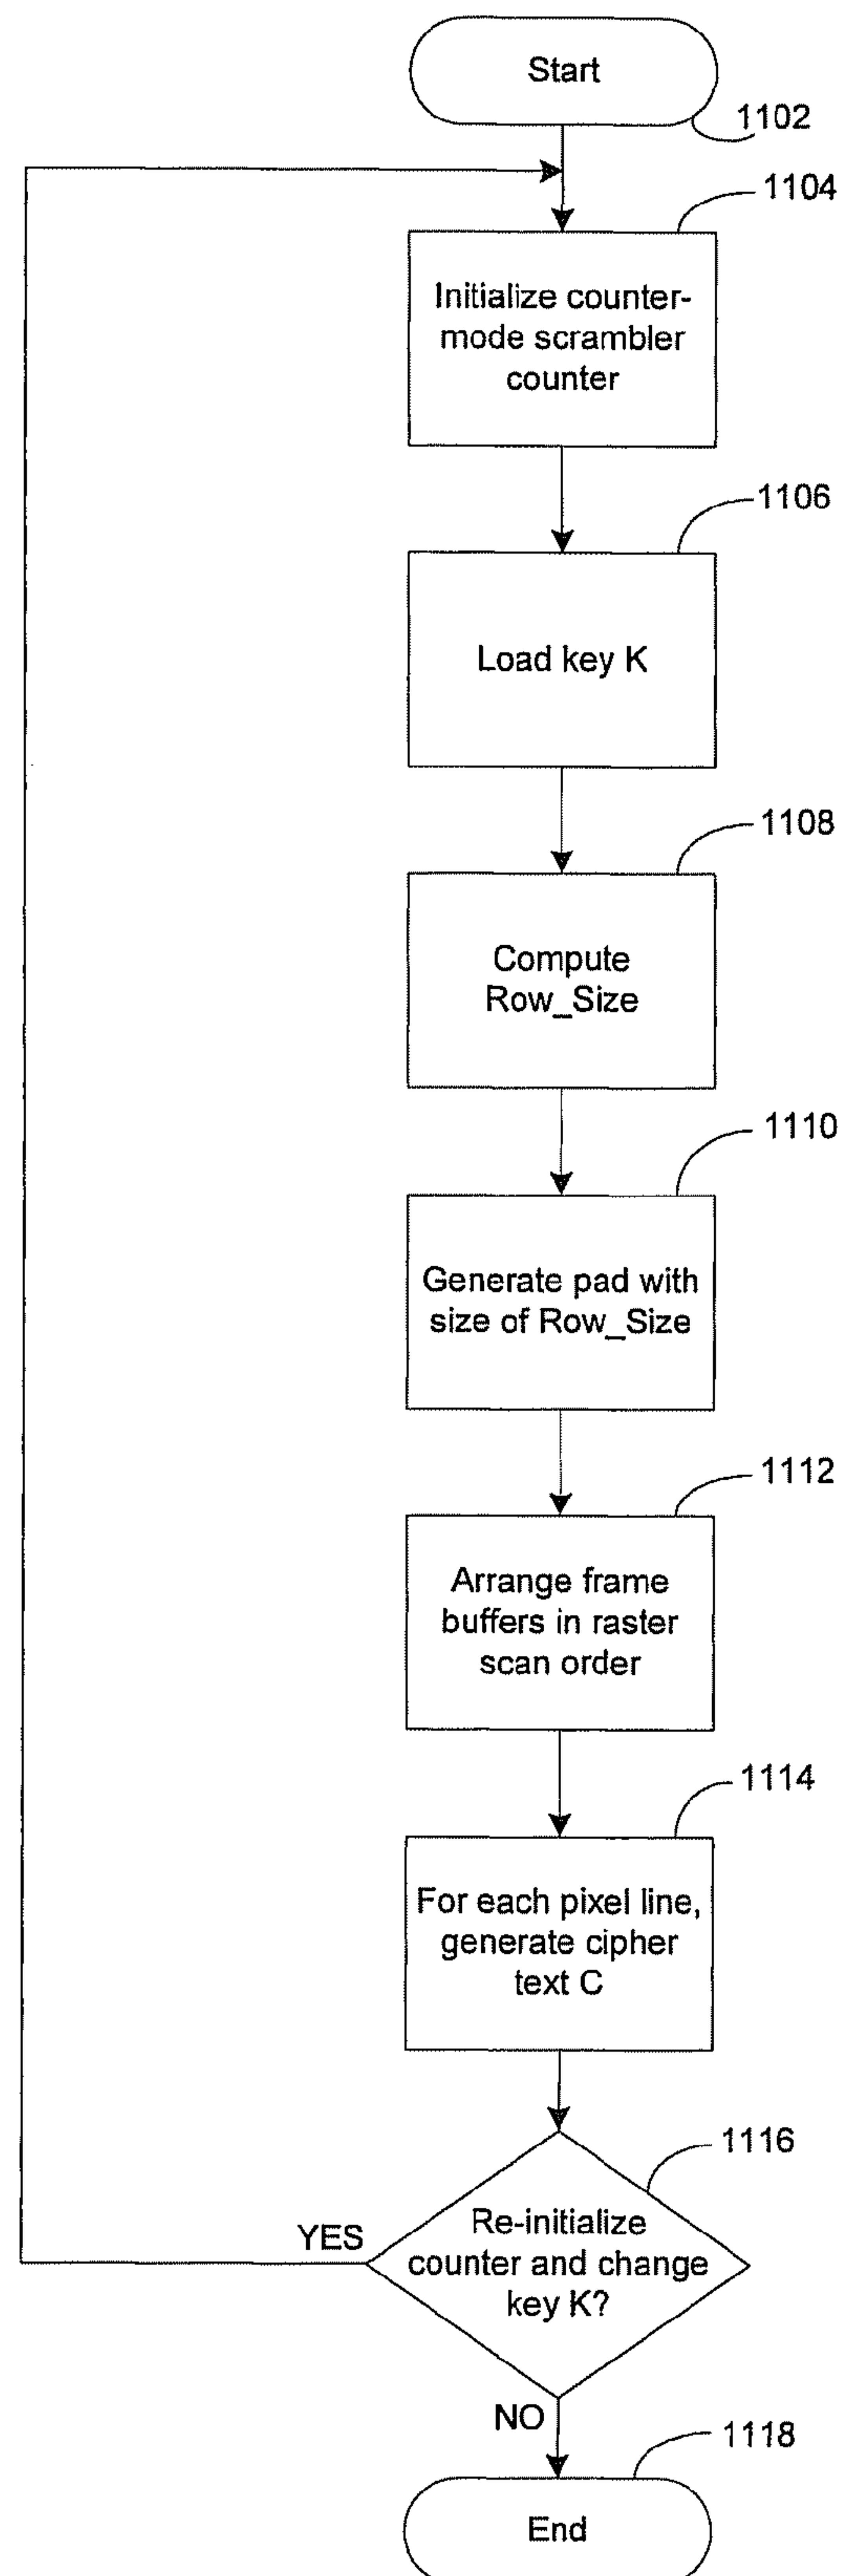 Start
1102
1104
Initialize counter-
mode scrambler
counter
1106
Load key K
1108
Compute
Row_Size
1110
Generate pad with
size of Row_Size
1112
Arrange frame
buffers in raster
scan order
1114
For each pixel line,
generate cipher
text C
1116
YES
Re-initialize
counter and change
key K?
NO
1118
End